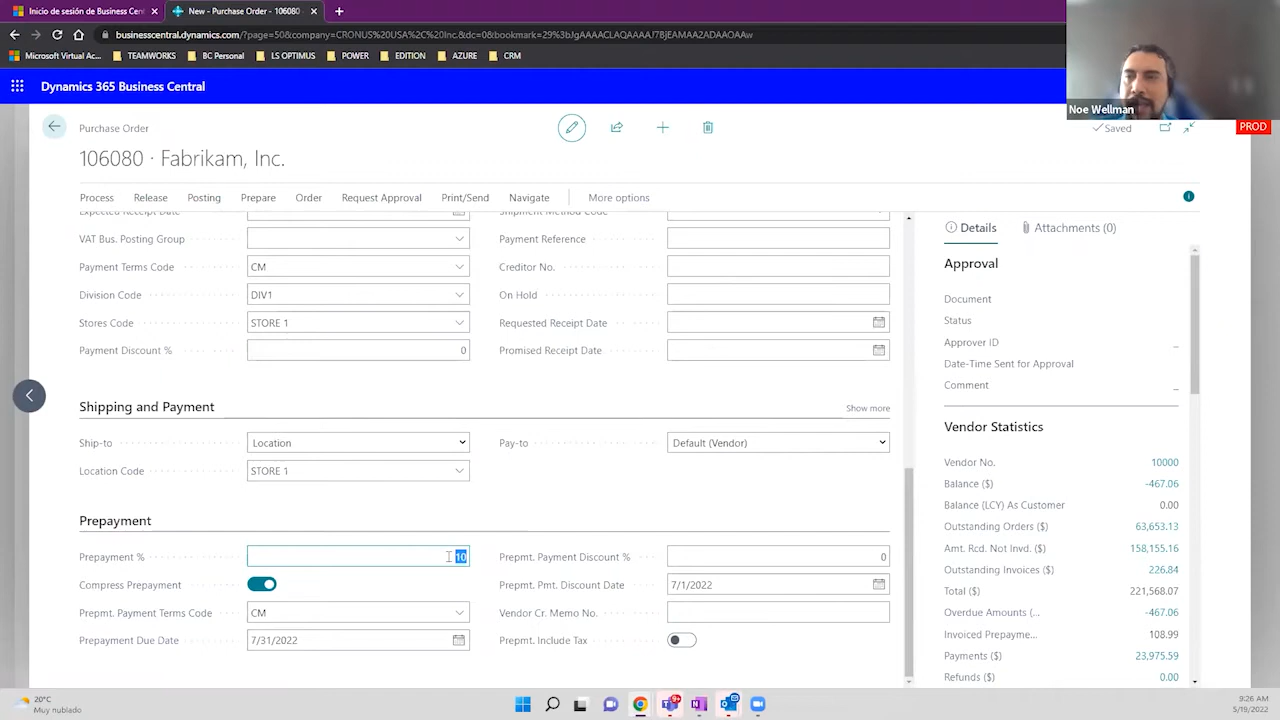 Inicio de sesión de Business Cent
New - Purchase Order - 106080
businesscentral.dynamics.com/?page=50&company=CRONUS%20USA%2C%20Inc.&dc=0&bookmark=
Microsoft Virtual Ac...
TEAMWORKS
BC Personal
LS OPTIMUS
POWER
EDITION
AZURE
CRM
Noe Wellman
Dynamics 365 Business Central
Purchase Order
Saved
PROD
106080 · Fabrikam, Inc.
Process
Release
Posting
Prepare
Order
Request Approval
Print/Send
Navigate
More options
Expected Receipt Date
Shipment Method Code
VAT Bus. Posting Group
Payment Reference
Payment Terms Code
CM
Creditor No.
Division Code
DIV1
On Hold
Stores Code
STORE 1
Requested Receipt Date
Payment Discount %
0
Promised Receipt Date
Shipping and Payment
Show more
Ship-to
Location
Pay-to
Default (Vendor)
Location Code
STORE 1
Prepayment
Prepayment %
10
Prepmt. Payment Discount %
0
Compress Prepayment
Prepmt. Pmt. Discount Date
7/1/2022
Prepmt. Payment Terms Code
CM
Vendor Cr. Memo No.
Prepayment Due Date
7/31/2022
Prepmt. Include Tax
Details
Attachments (0)
Approval
Document
Status
Approver ID
_
Date-Time Sent for Approval
Comment
_
Vendor Statistics
Vendor No.
10000
Balance ($)
-467.06
Balance (LCY) As Customer
0.00
Outstanding Orders ($)
63,653.13
Amt. Rcd. Not Invd. ($)
158,155.16
Outstanding Invoices ($)
226.84
Total ($)
221,568.07
Overdue Amounts (...
-467.06
Invoiced Prepayme...
108.99
Payments ($)
23,975.59
Refunds ($)
0.00
20°C
Muy nublado
9:26 AM
5/19/2022